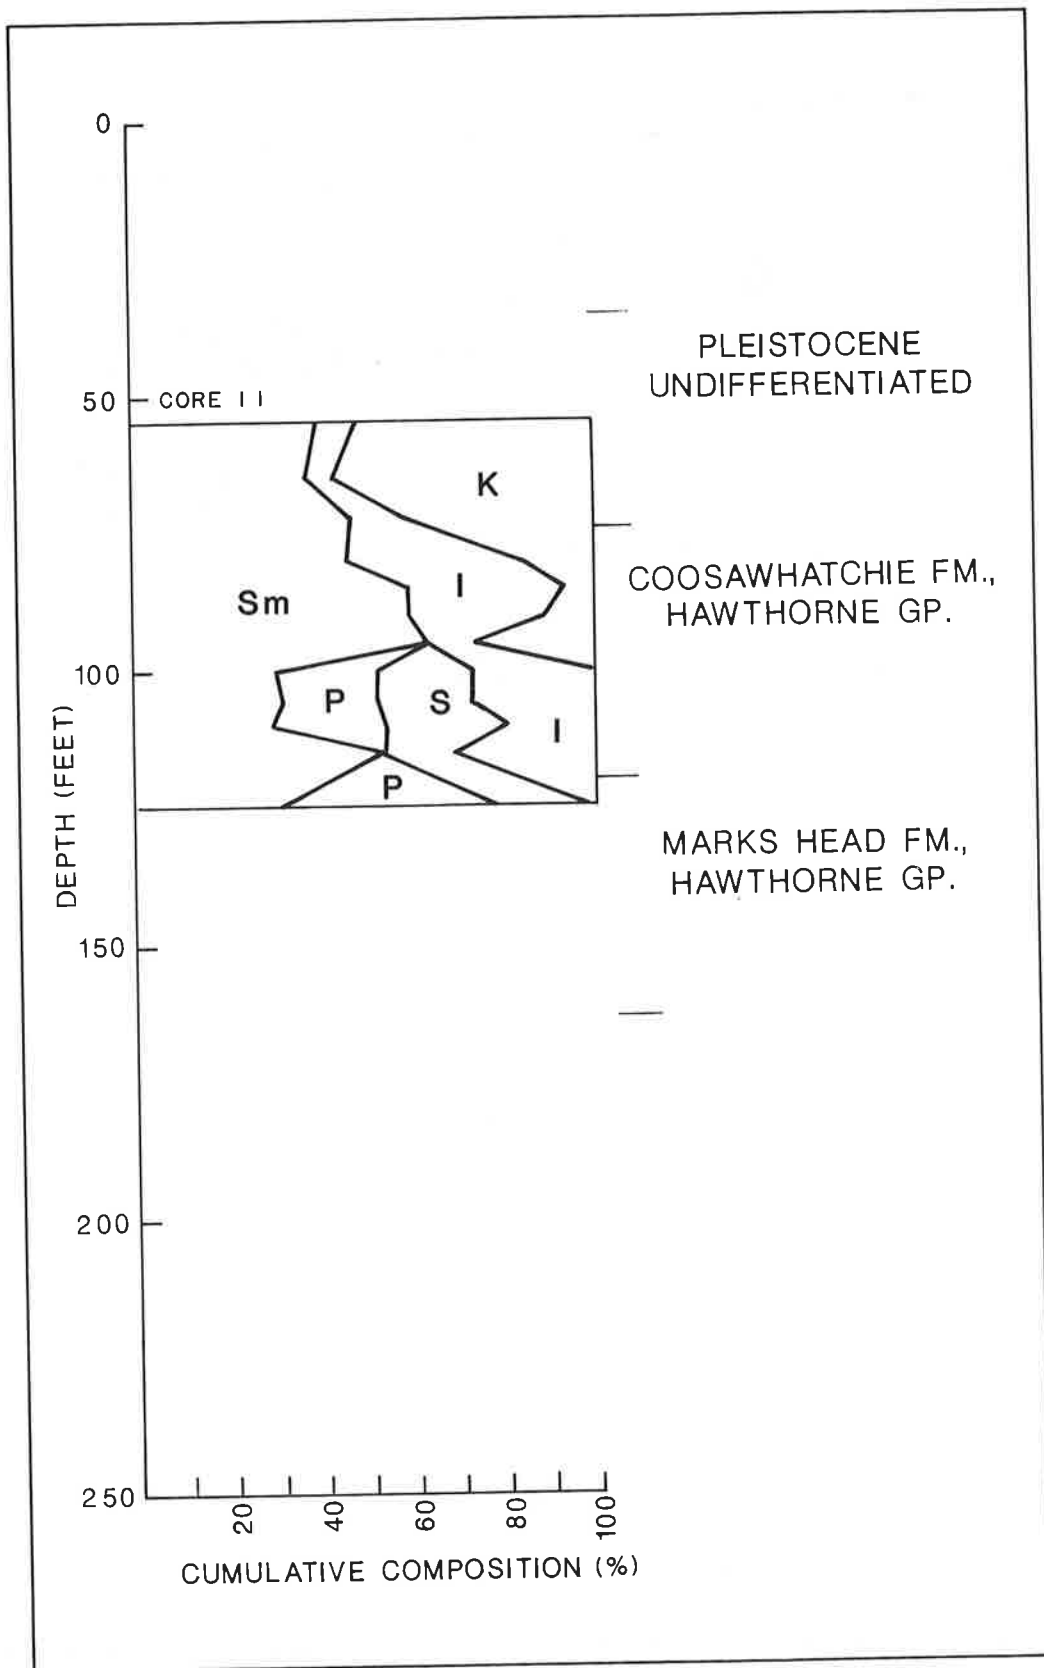 0
PLEISTOCENE
UNDIFFERENTIATED
50
CORE 11
K
COOSAWHATCHIE FM.,
HAWTHORNE GP.
I
Sm
100
P
S
I
P
DEPTH (FEET)
MARKS HEAD FM.,
HAWTHORNE GP.
150
200
250
20 40 60 80 100
CUMULATIVE COMPOSITION (%)